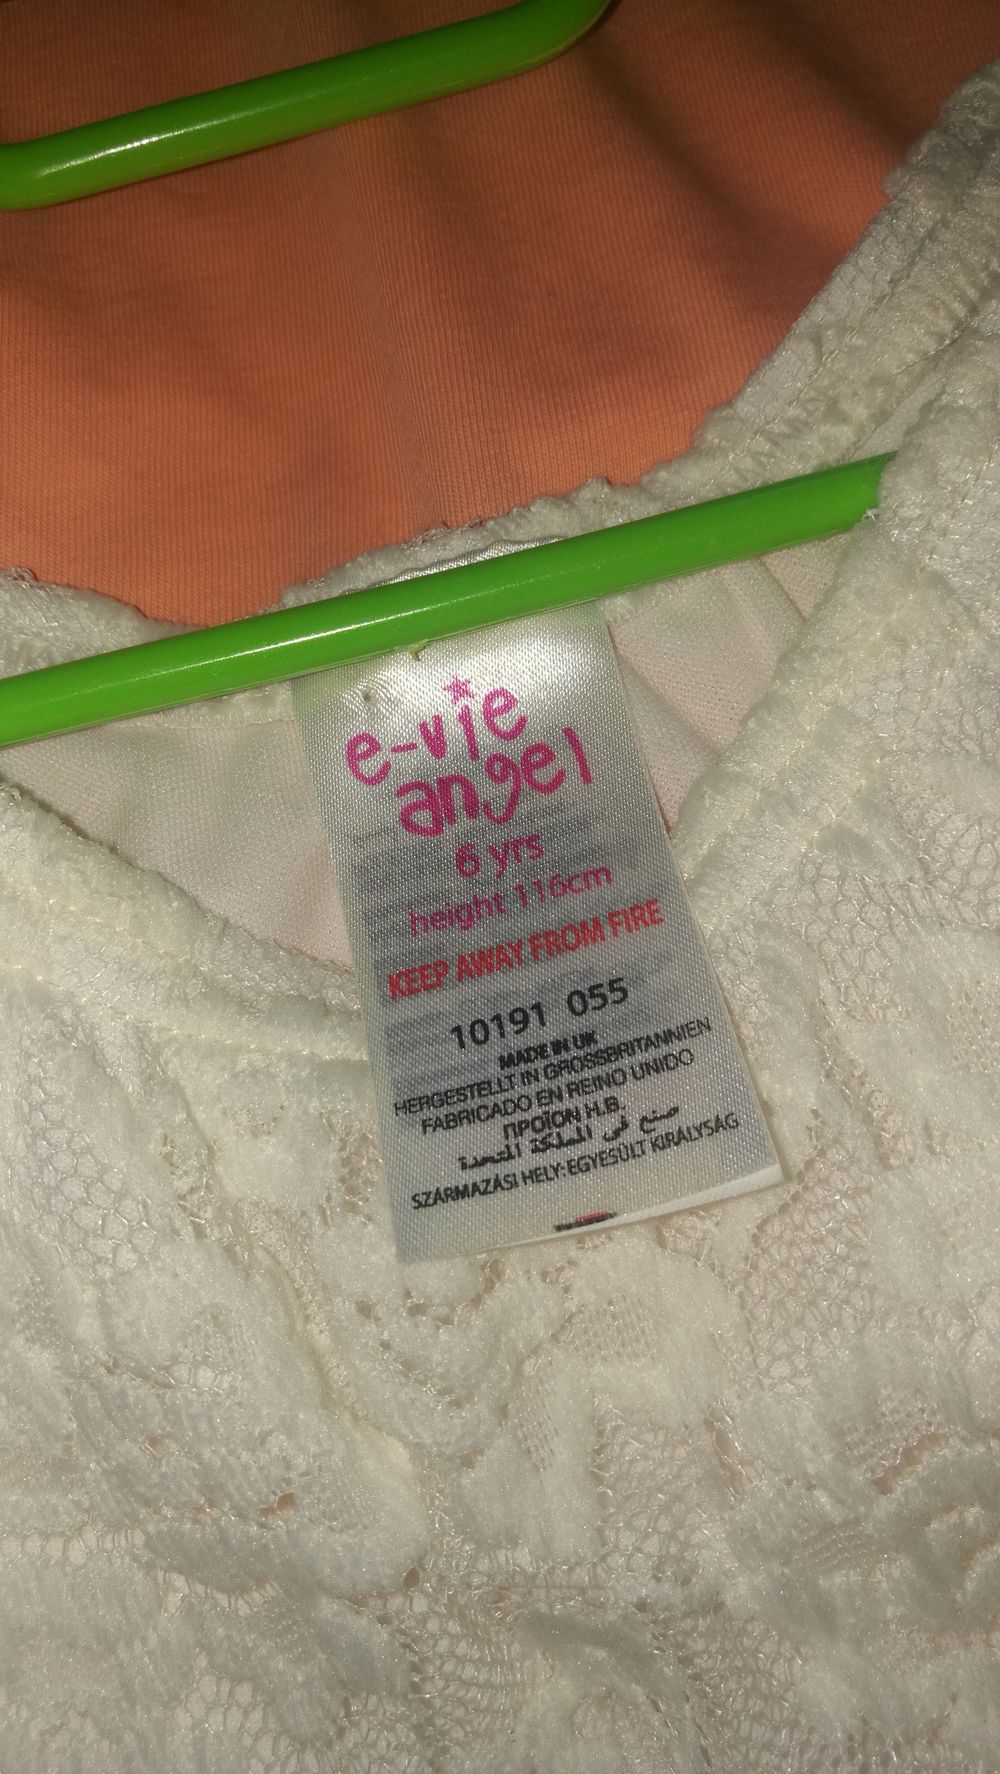 e-vie
angel
6 yrs
height 116cm
KEEP AWAY FROM FIRE
10191 055
MADE IN UK
HERGESTELLT IN GROSSBRITANNIEN
FABRICADO EN REINO UNIDO
ΠΡΟΪΟΝ Η.Β.
صنع في المملكة المتحدة
SZÁRMAZÁSI HELY: EGYESÜLT KIRÁLYSÁG